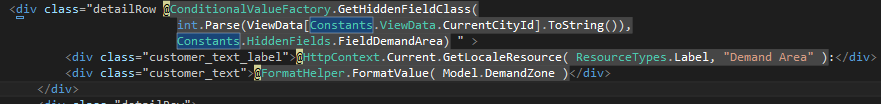 <div class="detailRow @ConditionalValueFactory.GetHiddenFieldClass(
int.Parse(ViewData[Constants.ViewData.CurrentCityId].ToString()),
Constants.HiddenFields.FieldDemandArea) " >
<div class="customer_text_label">@HttpContext.Current.GetLocaleResource( ResourceTypes.Label, "Demand Area" ):</div>
<div class="customer_text">@FormatHelper.FormatValue( Model.DemandZone )</div>
</div>
<div class="detailRow">